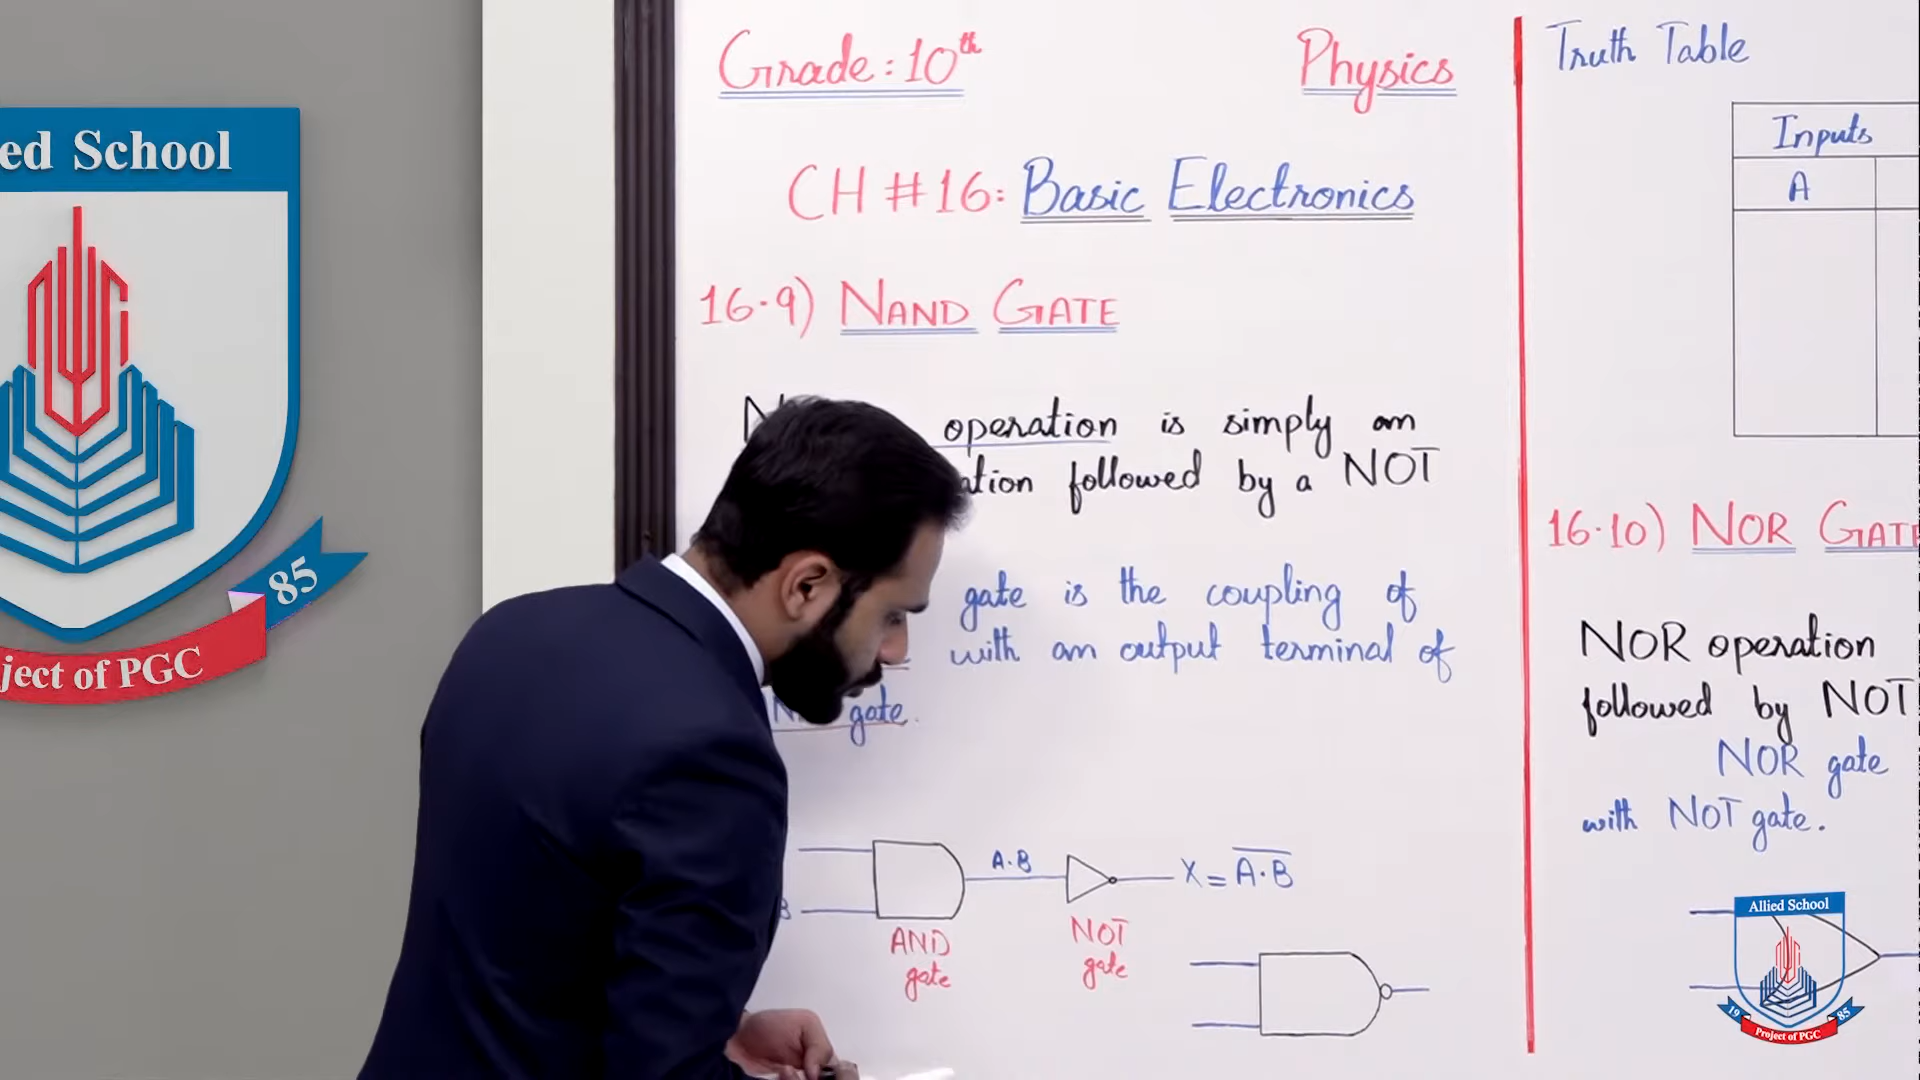 ed School
85
ject of PGC
Grade: 10th
Physics
CH # 16: Basic Electronics
16.9) NAND GATE
operation is simply an
ation followed by a NOT
gate is the coupling of
with an output terminal of
gate.
B
A.B
X = \overline{A.B}
AND
gate
NOT
gate
Truth Table
Inputs
A
16.10) NOR GATE
NOR operation
followed by NOT
NOR gate
with NOT gate.
Allied School
19
85
Project of PGC